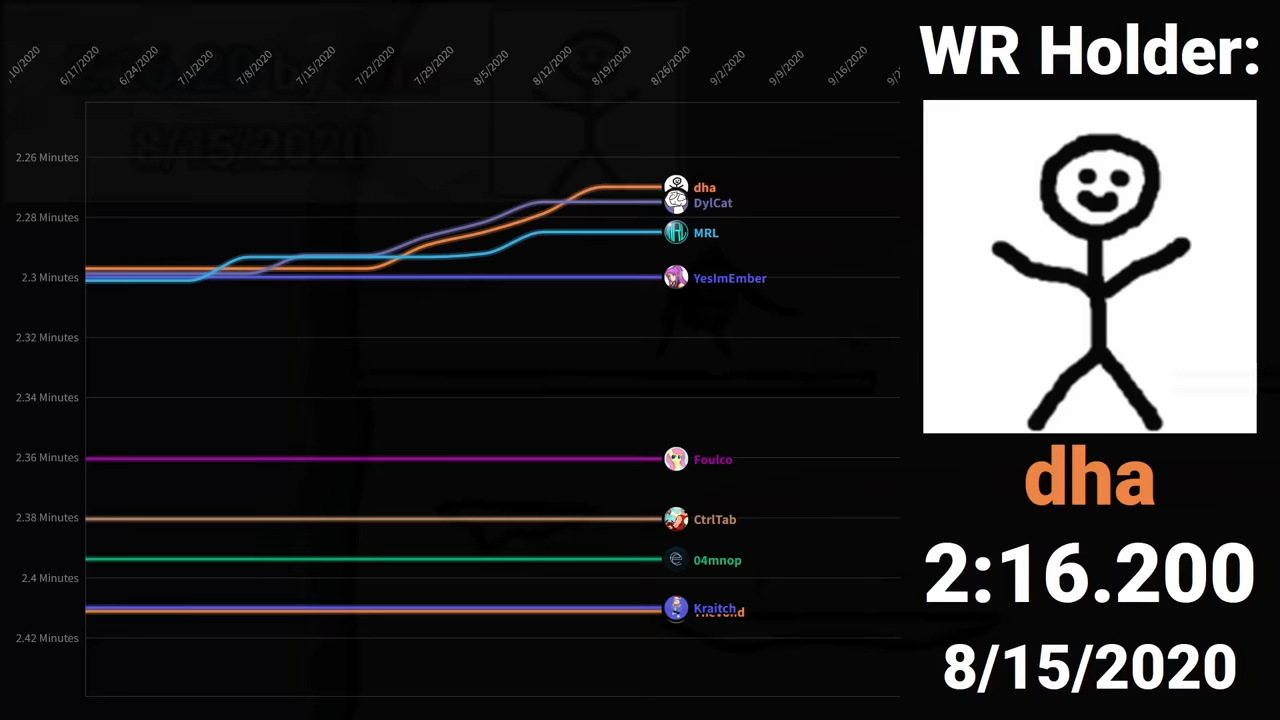 6/17/2020
6/24/2020
7/1/2020
7/8/2020
7/15/2020
7/22/2020
7/29/2020
8/5/2020
8/12/2020
8/19/2020
8/26/2020
9/2/2020
9/9/2020
9/16/2020
WR Holder:
2.26 Minutes
dha
DylCat
2.28 Minutes
MRL
2.3 Minutes
YesImEmber
2.32 Minutes
2.34 Minutes
2.36 Minutes
Foulco
2.38 Minutes
CtrlTab
04mnop
2.4 Minutes
Kraitch
2.42 Minutes
dha
2:16.200
8/15/2020
8/15/2020